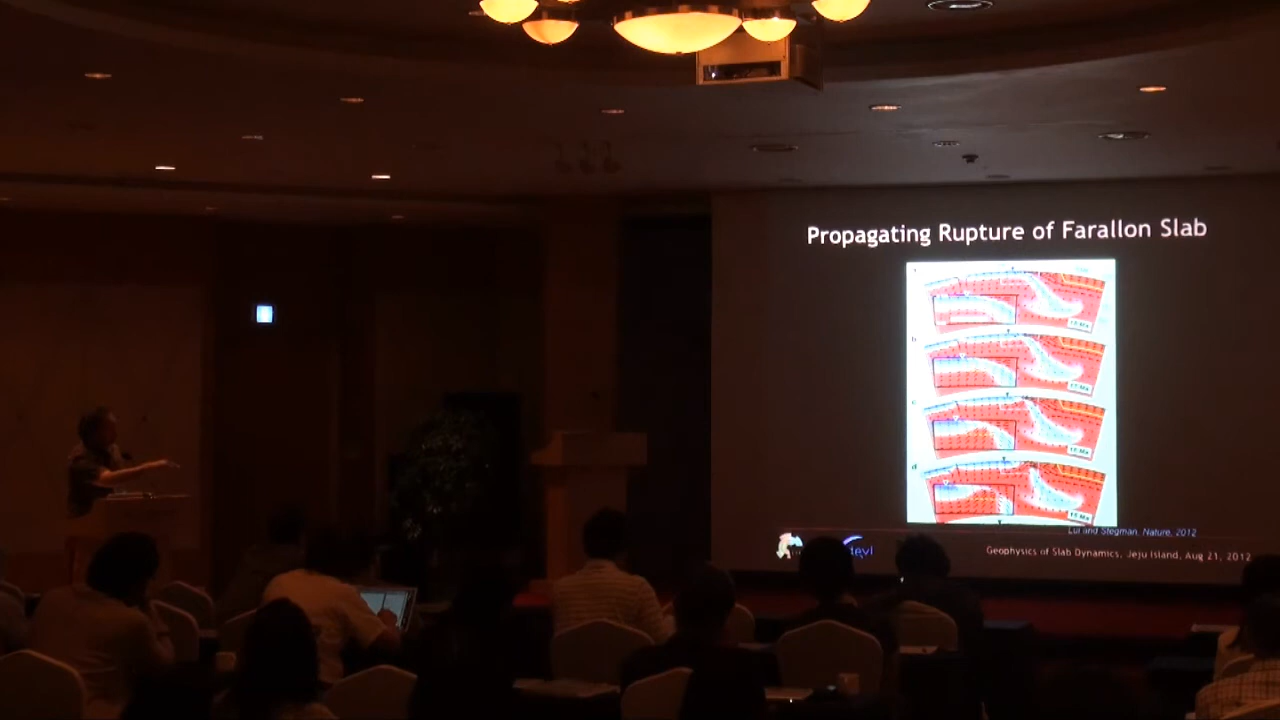 Propagating Rupture of Farallon Slab
b
c
d
Liu and Stegman, Nature, 2012
Geophysics of Slab Dynamics, Jeju Island, Aug 21, 2012